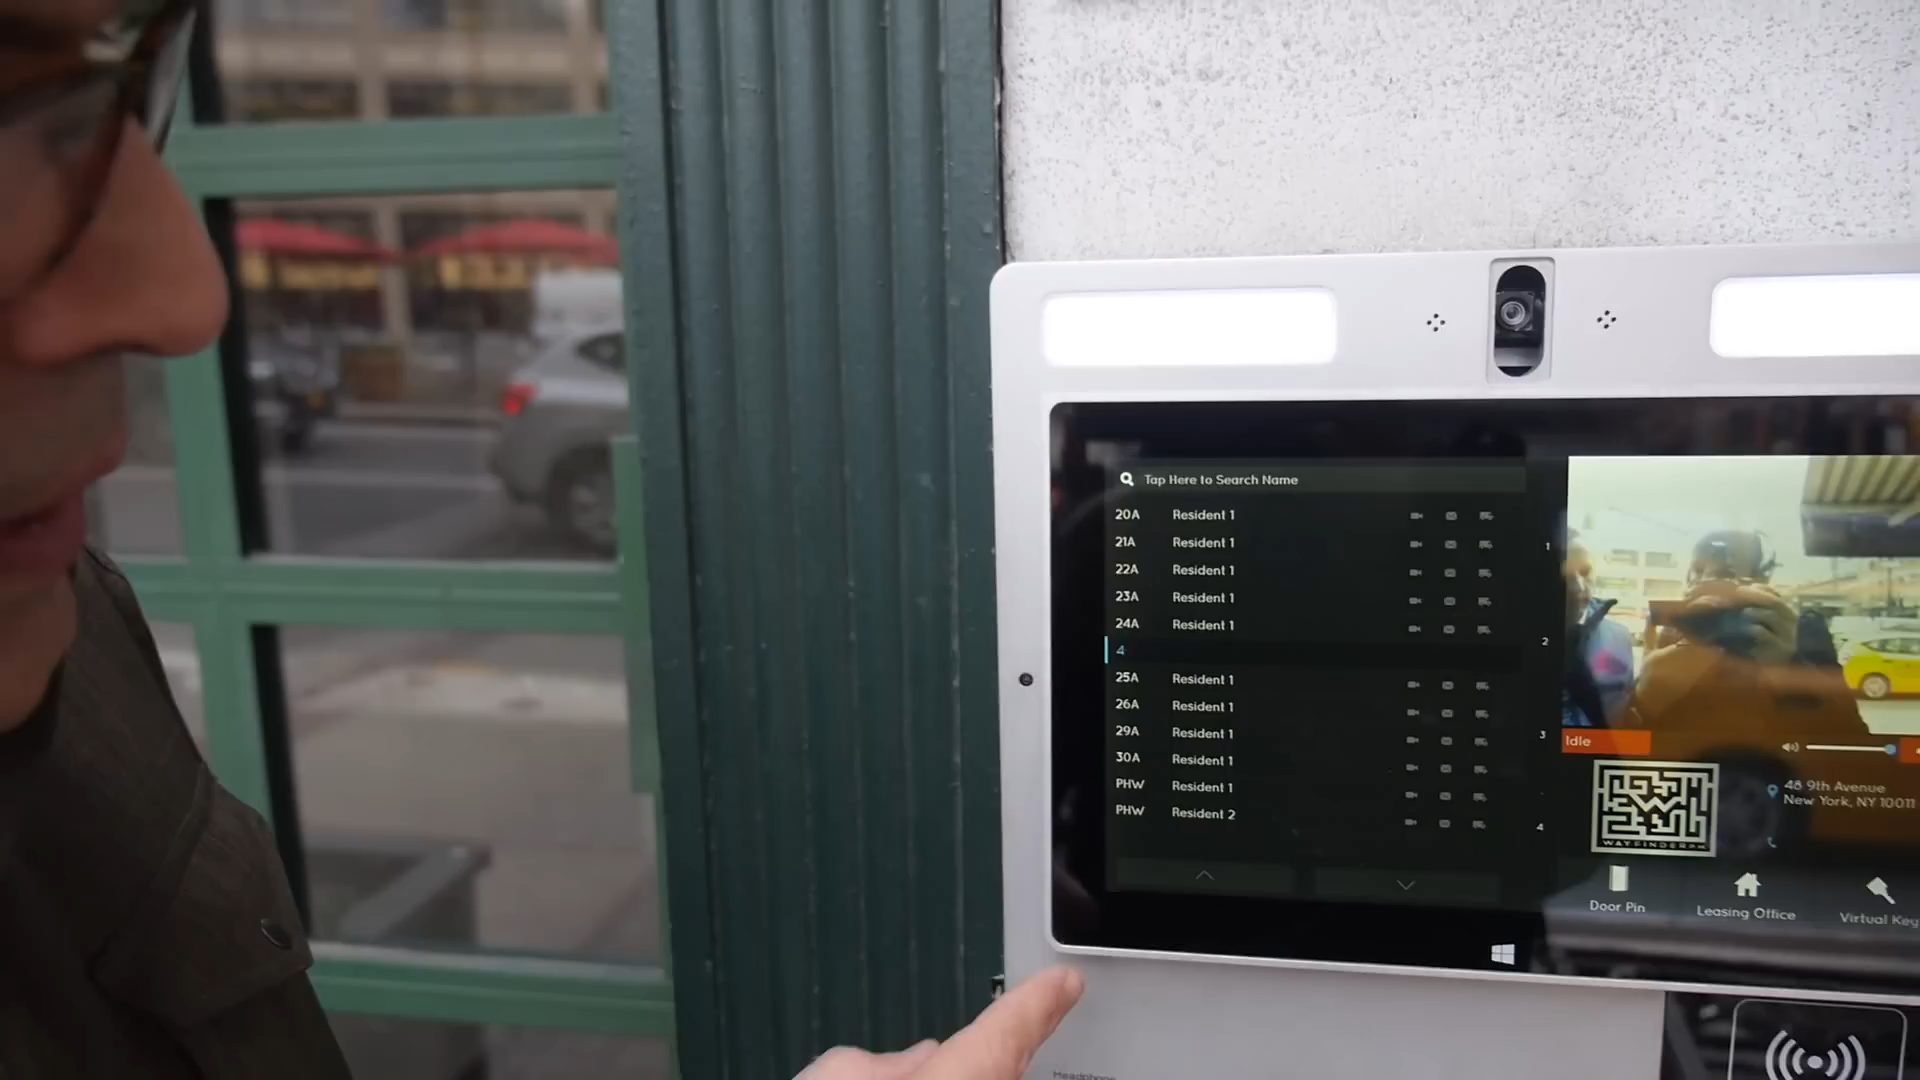 Tap Here to Search Name
20A Resident 1
21A Resident 1
22A Resident 1
23A Resident 1
24A Resident 1
4
25A Resident 1
26A Resident 1
29A Resident 1
30A Resident 1
PHW Resident 1
PHW Resident 2
1
2
3
4
Idle
48 9th Avenue
New York, NY 10011
WAYFINDER
Door Pin
Leasing Office
Virtual Key
Headphone